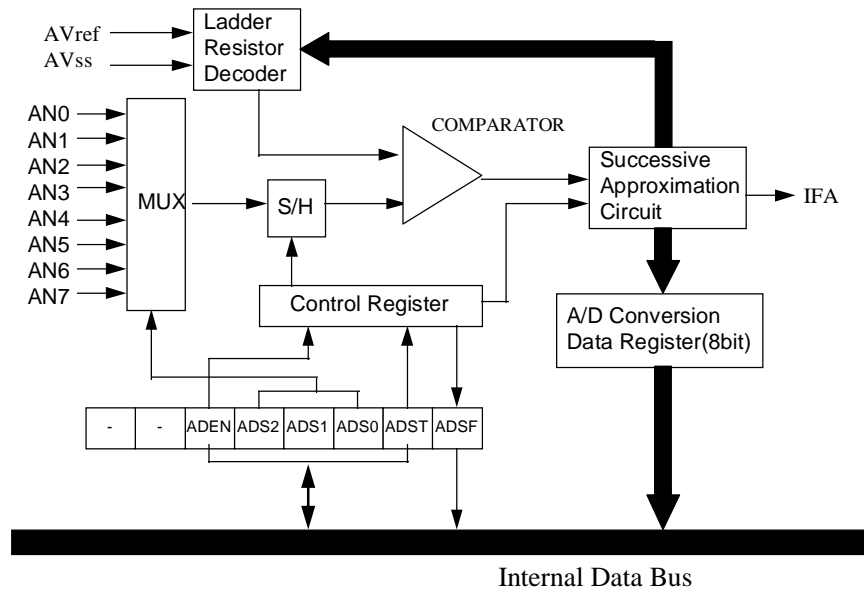 AVref
AVss
Ladder
Resistor
Decoder
AN0
AN1
AN2
AN3
AN4
AN5
AN6
AN7
MUX
S/H
COMPARATOR
Successive
Approximation
Circuit
IFA
Control Register
A/D Conversion
Data Register(8bit)
- - ADEN ADS2 ADS1 ADS0 ADST ADSF
Internal Data Bus